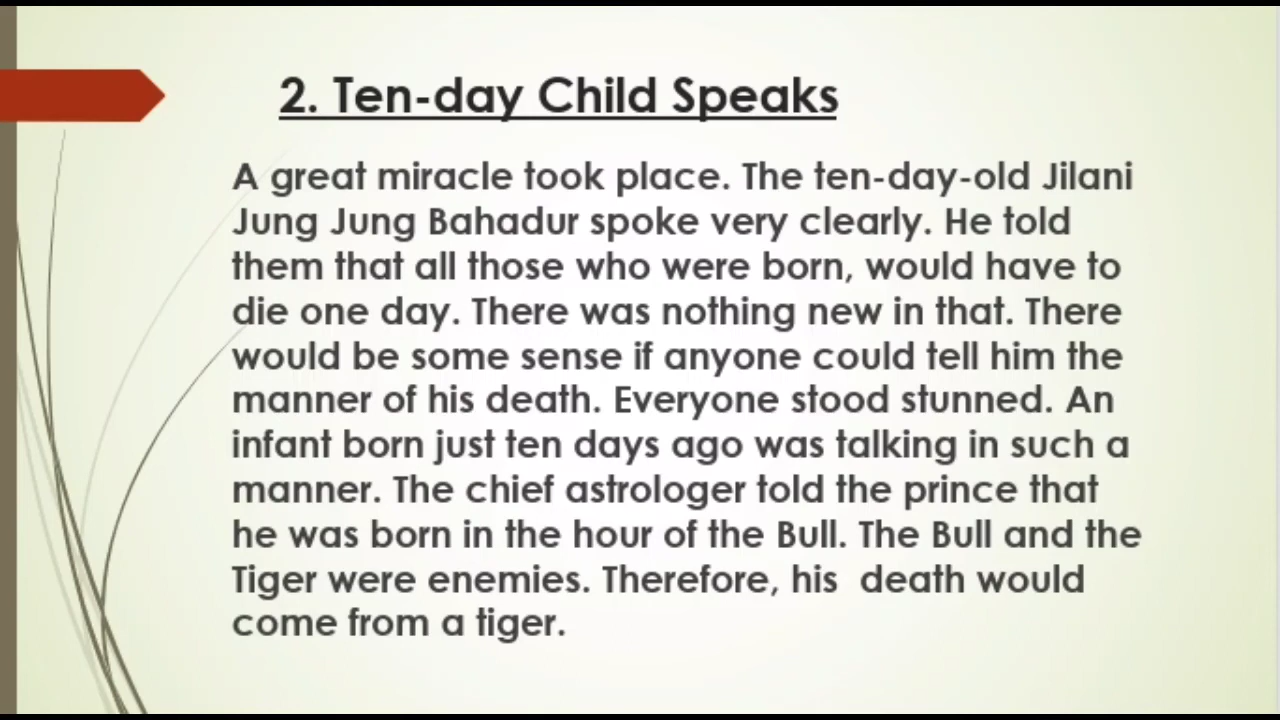 2. Ten-day Child Speaks
A great miracle took place. The ten-day-old Jilani
Jung Jung Bahadur spoke very clearly. He told
them that all those who were born, would have to
die one day. There was nothing new in that. There
would be some sense if anyone could tell him the
manner of his death. Everyone stood stunned. An
infant born just ten days ago was talking in such a
manner. The chief astrologer told the prince that
he was born in the hour of the Bull. The Bull and the
Tiger were enemies. Therefore, his  death would
come from a tiger.